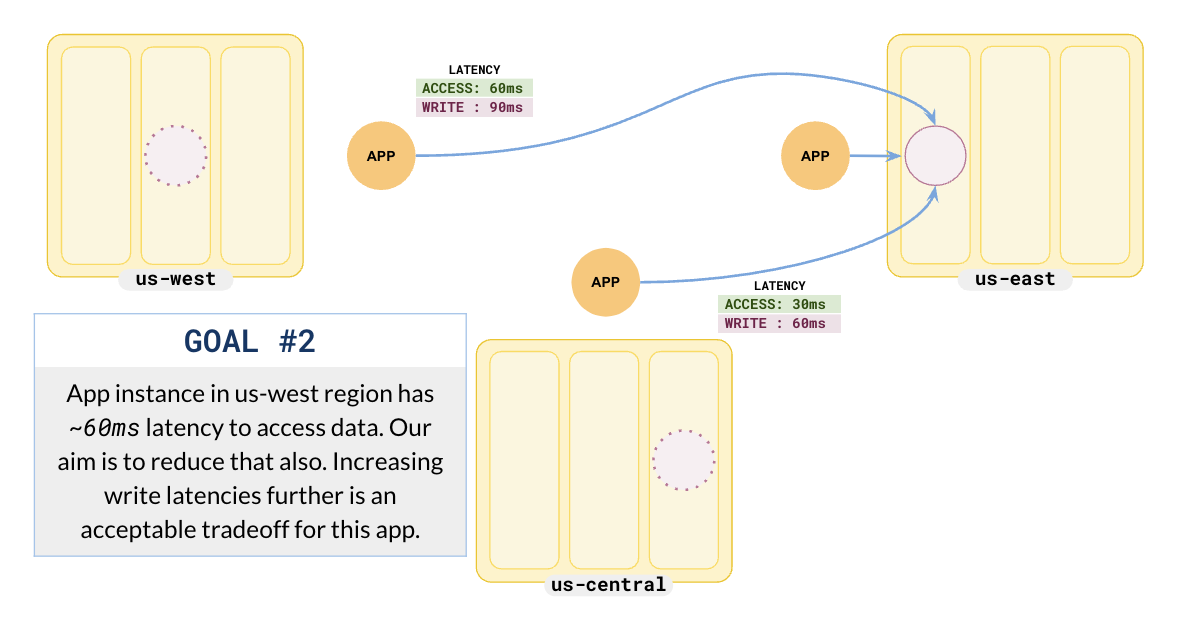 LATENCY
ACCESS: 60ms
WRITE : 90ms
APP
APP
us-west
us-east
APP
LATENCY
ACCESS: 30ms
WRITE : 60ms
GOAL #2
App instance in us-west region has
~60ms latency to access data. Our
aim is to reduce that also. Increasing
write latencies further is an
acceptable tradeoff for this app.
us-central